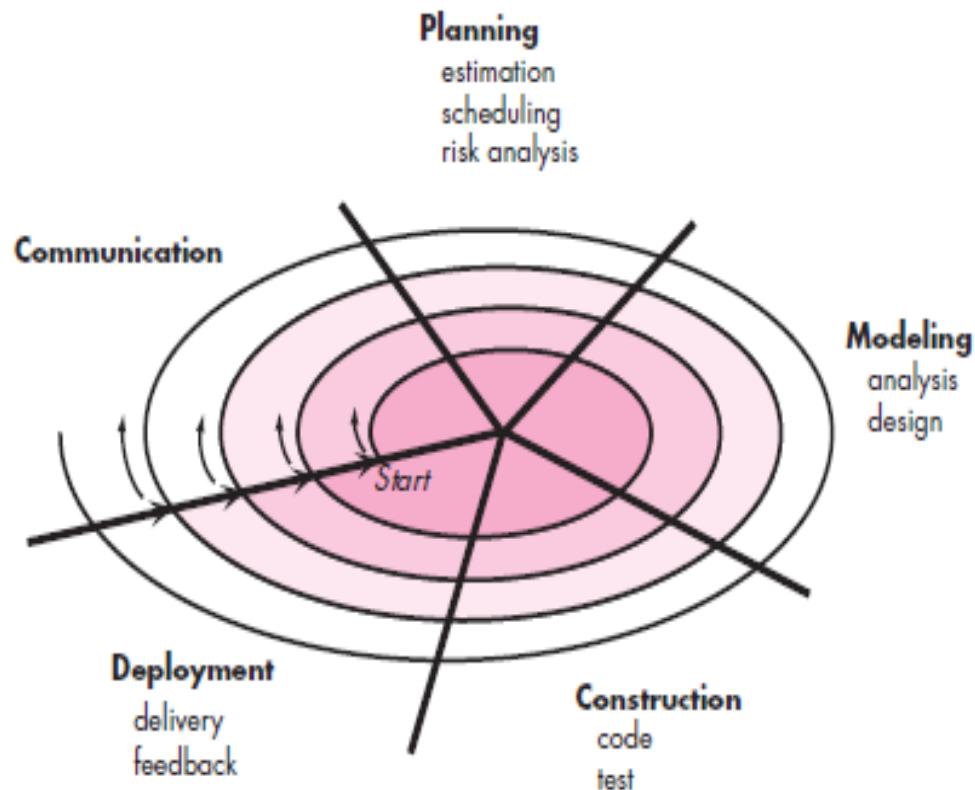 Planning
estimation
scheduling
risk analysis
Communication
Modeling
analysis
design
Start
Deployment
delivery
feedback
Construction
code
test